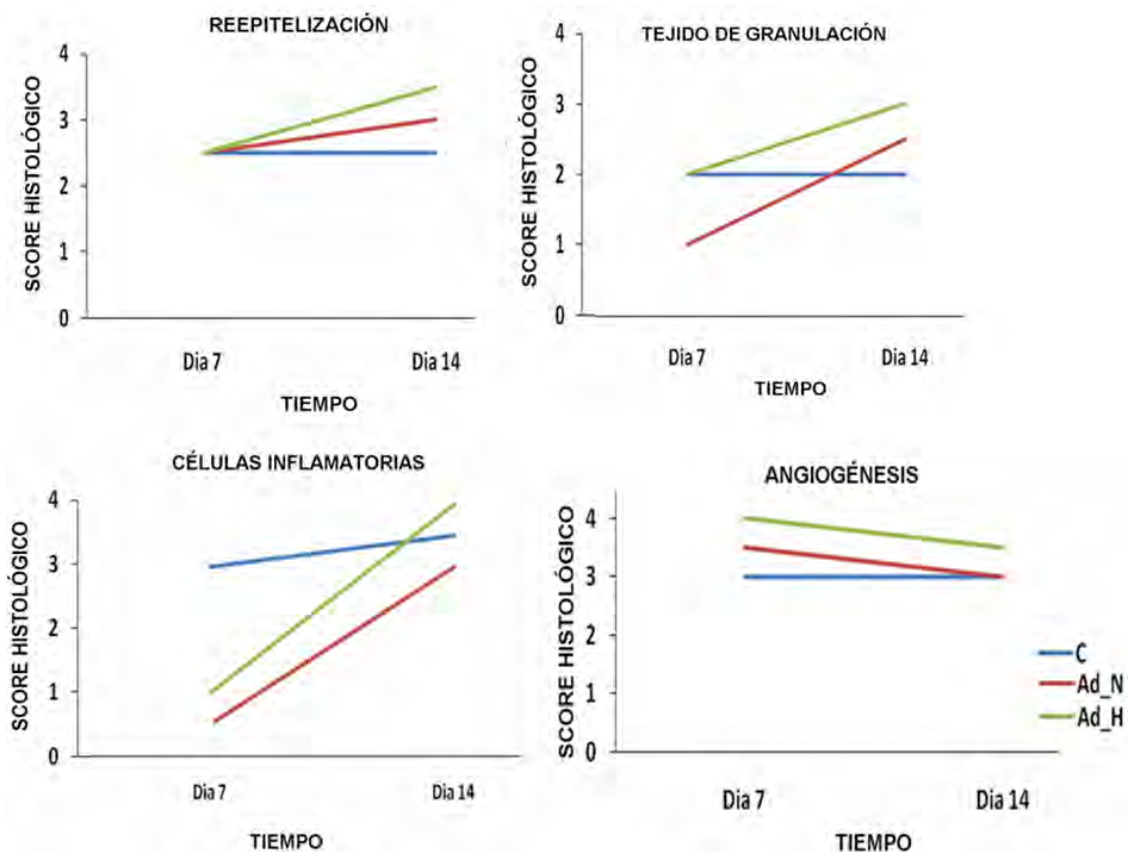 REEPITELIZACIÓN
4
3
2
1
0
SCORE HISTOLÓGICO
Dia 7
Dia 14
TIEMPO
TEJIDO DE GRANULACIÓN
4
3
2
1
0
SCORE HISTOLÓGICO
Dia 7
Dia 14
TIEMPO
CÉLULAS INFLAMATORIAS
4
3
2
1
0
SCORE HISTOLÓGICO
Dia 7
Dia 14
TIEMPO
ANGIOGÉNESIS
4
3
2
1
0
SCORE HISTOLÓGICO
Dia 7
Dia 14
TIEMPO
C
Ad_N
Ad_H